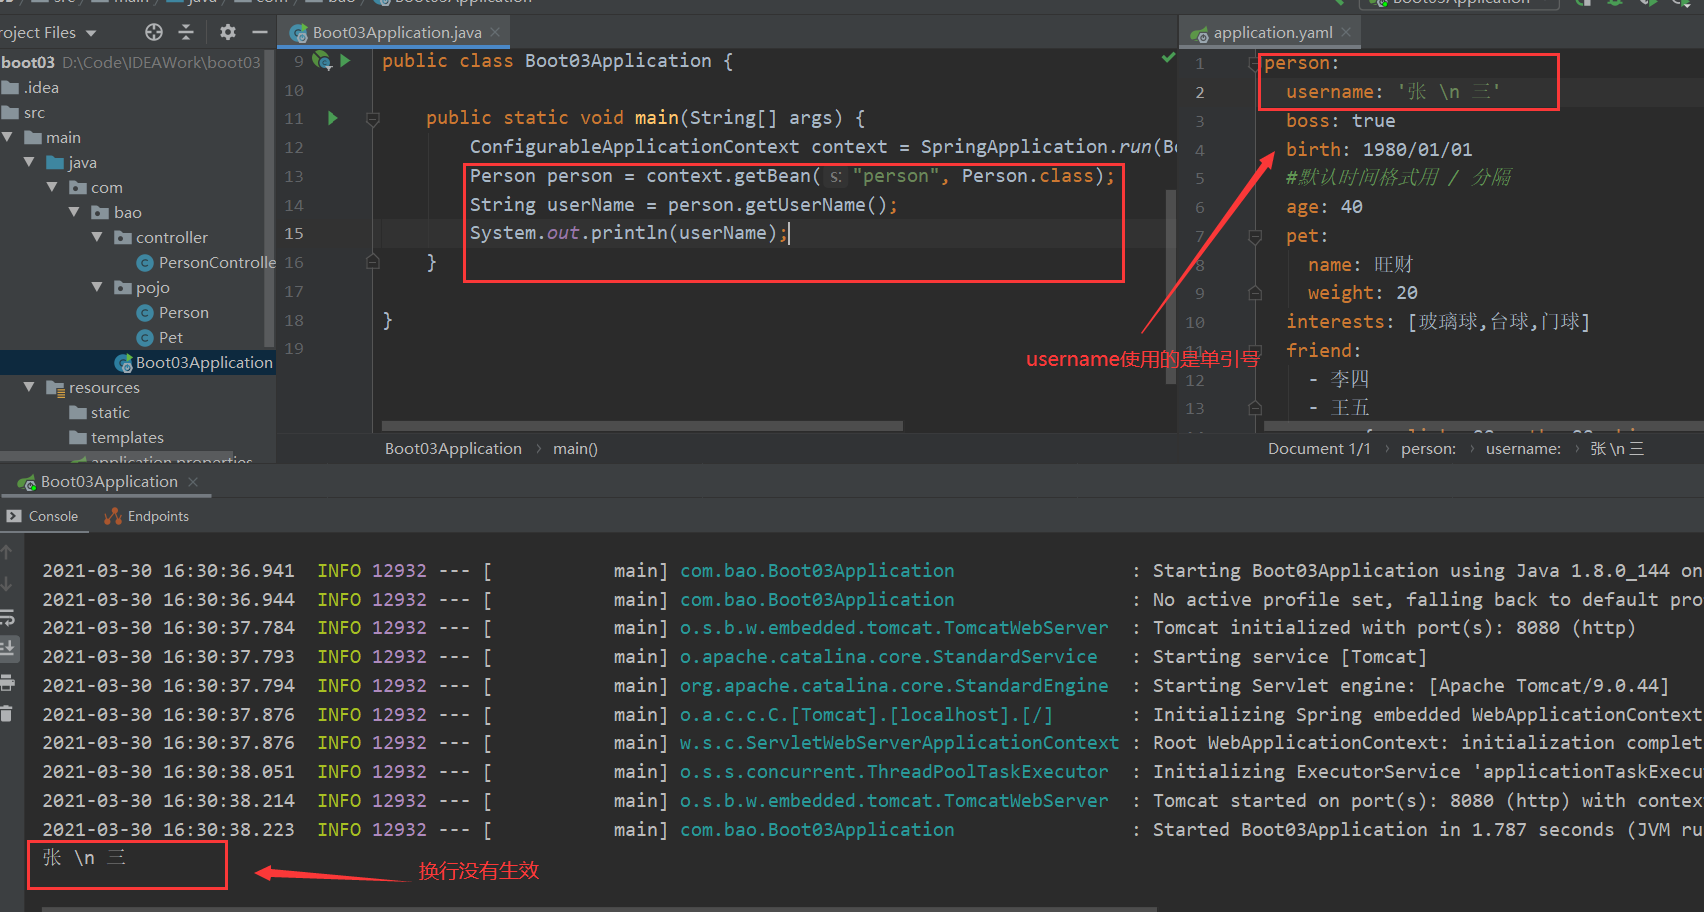 Boot03Application
roject Files
Boot03Application.java
application.yaml
boot03 D:\Code\IDEAWork\boot03
.idea
src
main
java
com
bao
controller
PersonControlle
pojo
Person
Pet
Boot03Application
resources
static
templates
application.properties
9 public class Boot03Application {
10
11 public static void main(String[] args) {
12 ConfigurableApplicationContext context = SpringApplication.run(Bo
13 Person person = context.getBean( s: "person", Person.class);
14 String userName = person.getUserName();
15 System.out.println(userName);
16 }
17
18 }
19
1 person:
2 username: '张 \n 三'
3 boss: true
4 birth: 1980/01/01
5 #默认时间格式用 / 分隔
6 age: 40
7 pet:
8 name: 旺财
9 weight: 20
10 interests: [玻璃球,台球,门球]
11 friend:
12 - 李四
13 - 王五
username使用的是单引号
Boot03Application › main()
Document 1/1 › person: › username: › 张 \n 三
Boot03Application
Console Endpoints
2021-03-30 16:30:36.941 INFO 12932 --- [ main] com.bao.Boot03Application : Starting Boot03Application using Java 1.8.0_144 on
2021-03-30 16:30:36.944 INFO 12932 --- [ main] com.bao.Boot03Application : No active profile set, falling back to default pro
2021-03-30 16:30:37.784 INFO 12932 --- [ main] o.s.b.w.embedded.tomcat.TomcatWebServer : Tomcat initialized with port(s): 8080 (http)
2021-03-30 16:30:37.793 INFO 12932 --- [ main] o.apache.catalina.core.StandardService : Starting service [Tomcat]
2021-03-30 16:30:37.794 INFO 12932 --- [ main] org.apache.catalina.core.StandardEngine : Starting Servlet engine: [Apache Tomcat/9.0.44]
2021-03-30 16:30:37.876 INFO 12932 --- [ main] o.a.c.c.C.[Tomcat].[localhost].[/] : Initializing Spring embedded WebApplicationContext
2021-03-30 16:30:37.876 INFO 12932 --- [ main] w.s.c.ServletWebServerApplicationContext : Root WebApplicationContext: initialization complet
2021-03-30 16:30:38.051 INFO 12932 --- [ main] o.s.s.concurrent.ThreadPoolTaskExecutor : Initializing ExecutorService 'applicationTaskExecu
2021-03-30 16:30:38.214 INFO 12932 --- [ main] o.s.b.w.embedded.tomcat.TomcatWebServer : Tomcat started on port(s): 8080 (http) with contex
2021-03-30 16:30:38.223 INFO 12932 --- [ main] com.bao.Boot03Application : Started Boot03Application in 1.787 seconds (JVM ru
张 \n 三
换行没有生效